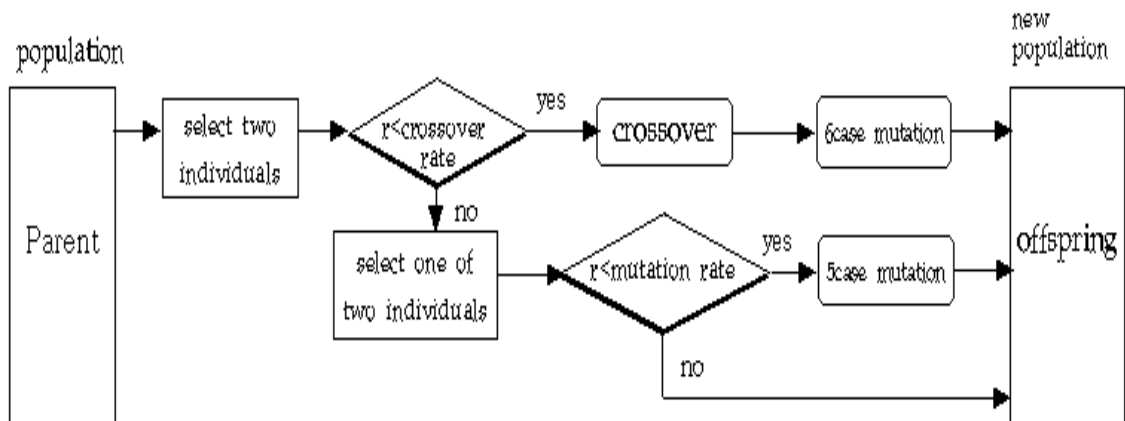 population
Parent
select two
individuals
r<crossover
rate
yes
crossover
6case mutation
new
population
offspring
no
select one of
two individuals
r<mutation rate
yes
5case mutation
no